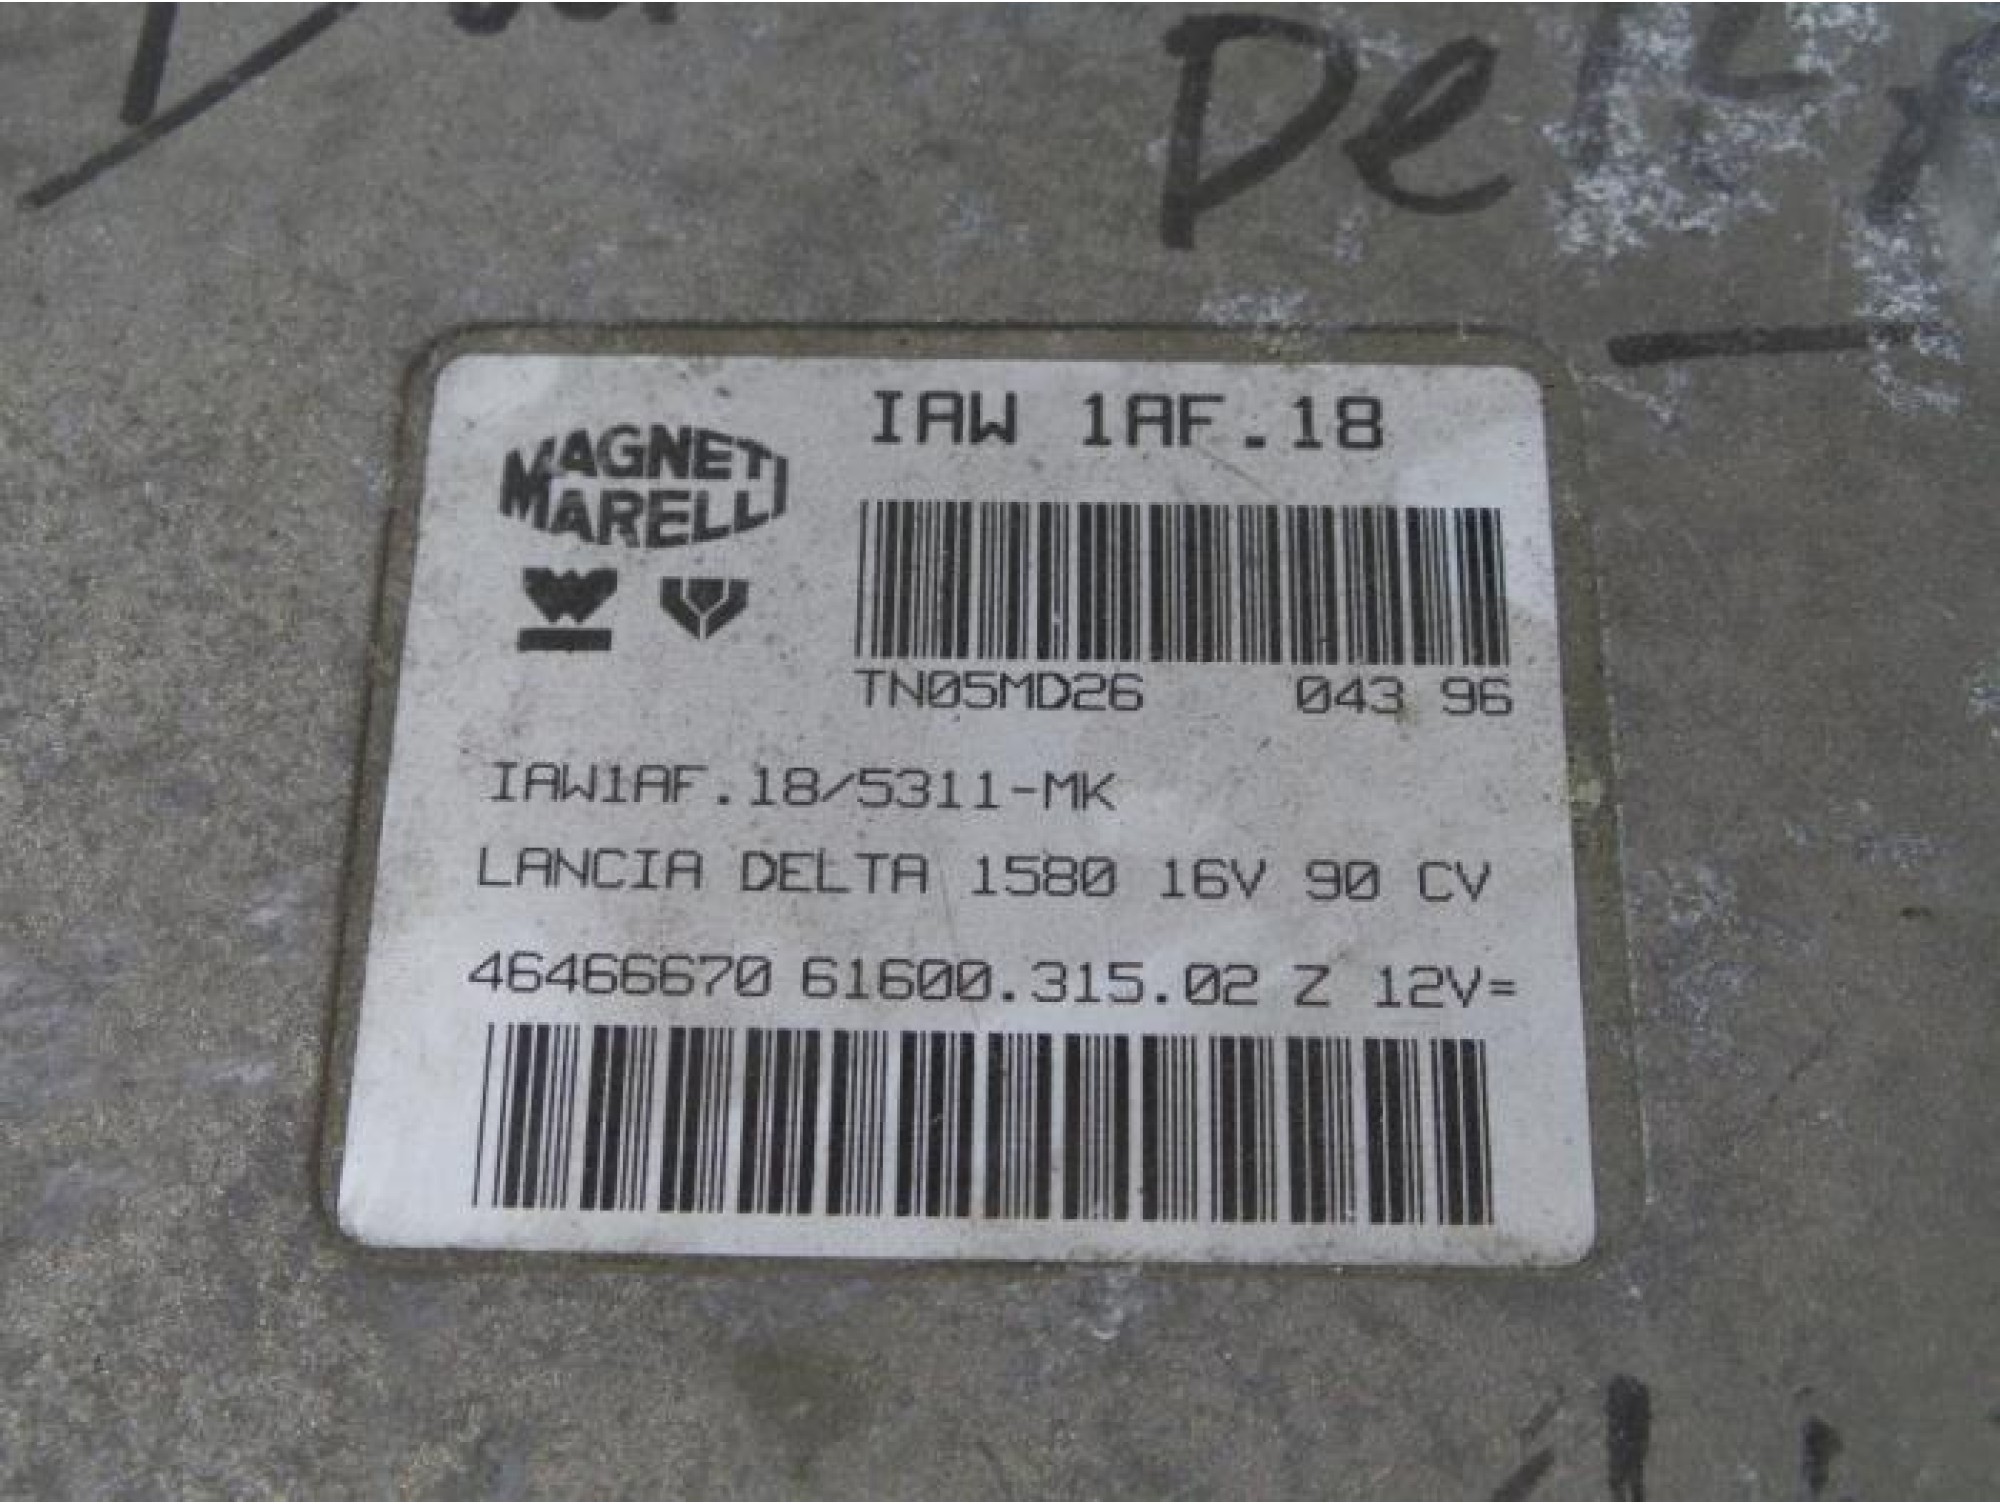 Delta
IAW 1AF.18
MAGNETI
MARELLI
TN05MD26 043 96
IAW1AF.18/5311-MK
LANCIA DELTA 1580 16V 90 CV
46466670 61600.315.02 Z 12V=